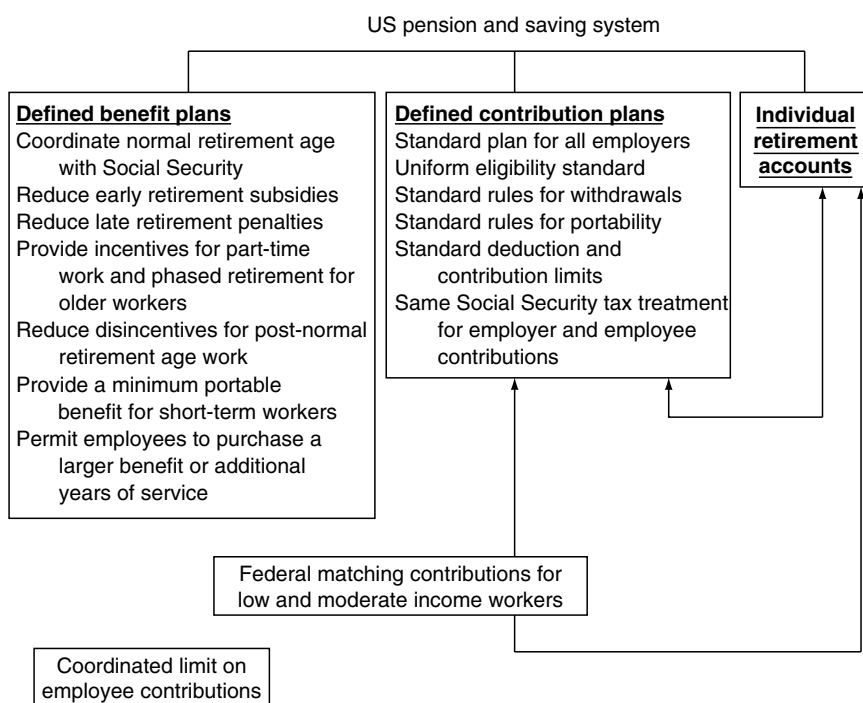 US pension and saving system
Defined benefit plans
Coordinate normal retirement age
with Social Security
Reduce early retirement subsidies
Reduce late retirement penalties
Provide incentives for part-time
work and phased retirement for
older workers
Reduce disincentives for post-normal
retirement age work
Provide a minimum portable
benefit for short-term workers
Permit employees to purchase a
larger benefit or additional
years of service
Defined contribution plans
Standard plan for all employers
Uniform eligibility standard
Standard rules for withdrawals
Standard rules for portability
Standard deduction and
contribution limits
Same Social Security tax treatment
for employer and employee
contributions
Individual
retirement
accounts
Federal matching contributions for
low and moderate income workers
Coordinated limit on
employee contributions